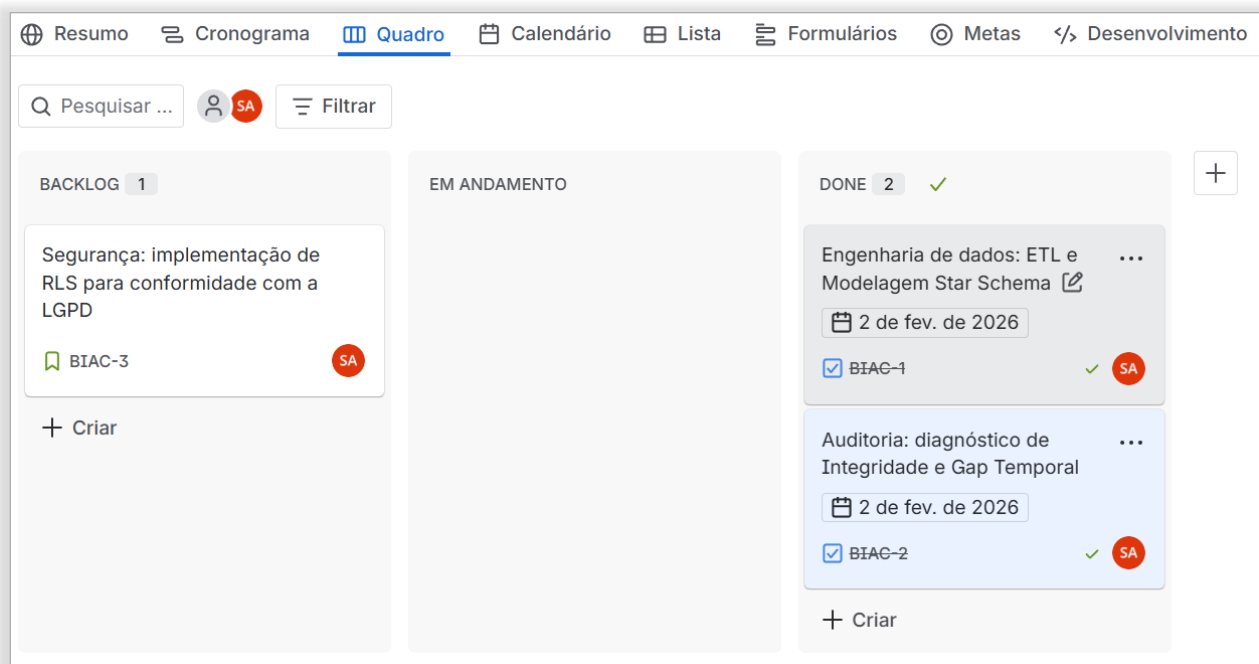 Resumo Cronograma Quadro Calendário Lista Formulários Metas Desenvolvimento
Pesquisar ... SA Filtrar
BACKLOG 1
Segurança: implementação de
RLS para conformidade com a
LGPD
BIAC-3 SA
Criar
EM ANDAMENTO
DONE 2
Engenharia de dados: ETL e
Modelagem Star Schema
2 de fev. de 2026
BIAC-1 SA
Auditoria: diagnóstico de
Integridade e Gap Temporal
2 de fev. de 2026
BIAC-2 SA
Criar